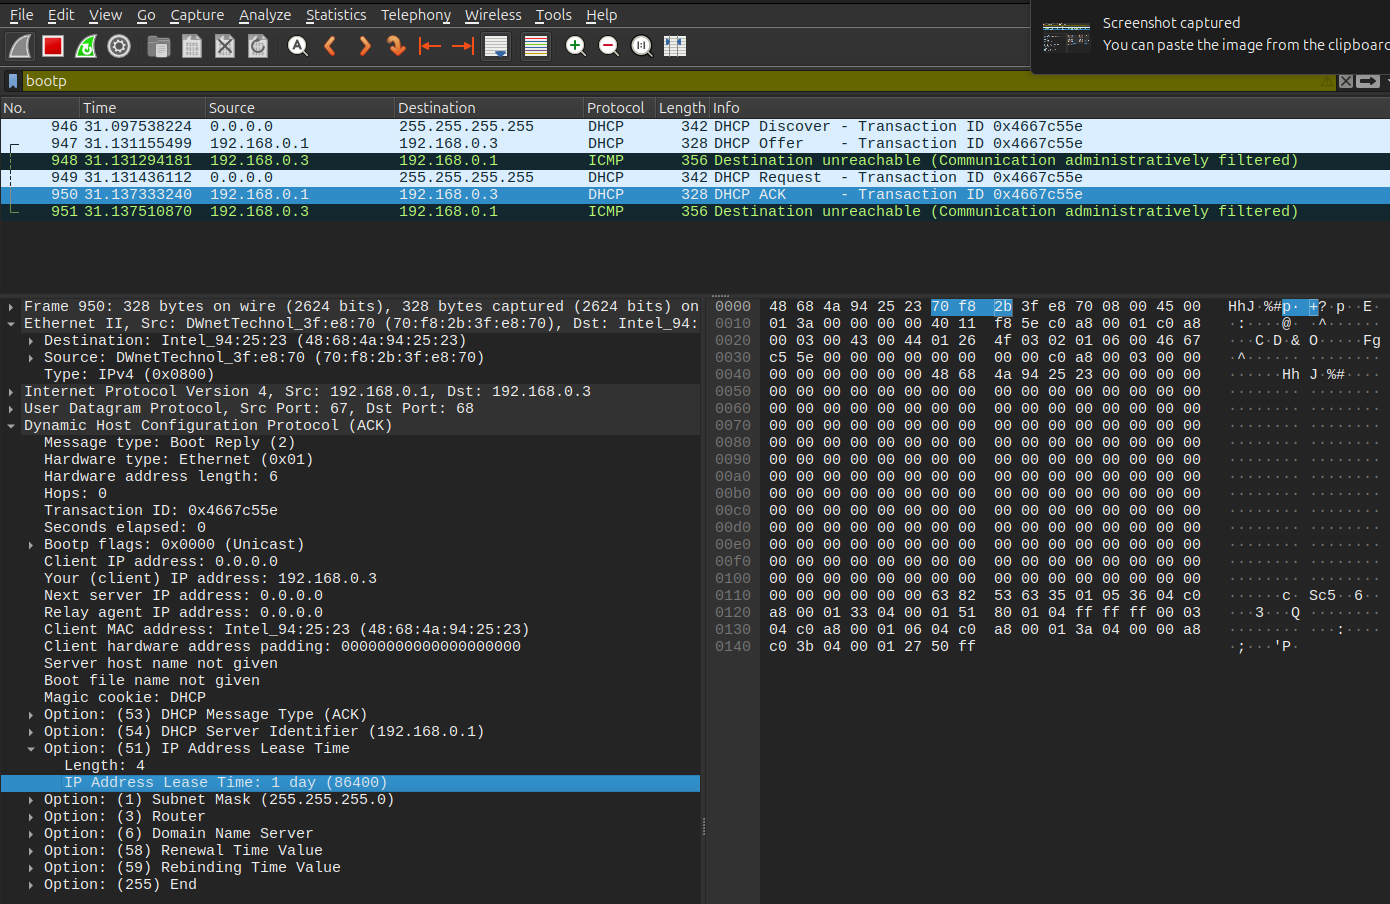 File Edit View Go Capture Analyze Statistics Telephony Wireless Tools Help
Screenshot captured
You can paste the image from the clipboard
bootp
No. Time Source Destination Protocol Length Info
946 31.097538224 0.0.0.0 255.255.255.255 DHCP 342 DHCP Discover - Transaction ID 0x4667c55e
947 31.131155499 192.168.0.1 192.168.0.3 DHCP 328 DHCP Offer - Transaction ID 0x4667c55e
948 31.131294181 192.168.0.3 192.168.0.1 ICMP 356 Destination unreachable (Communication administratively filtered)
949 31.131436112 0.0.0.0 255.255.255.255 DHCP 342 DHCP Request - Transaction ID 0x4667c55e
950 31.137333240 192.168.0.1 192.168.0.3 DHCP 328 DHCP ACK - Transaction ID 0x4667c55e
951 31.137510870 192.168.0.3 192.168.0.1 ICMP 356 Destination unreachable (Communication administratively filtered)
Frame 950: 328 bytes on wire (2624 bits), 328 bytes captured (2624 bits) on
Ethernet II, Src: DWnetTechnol_3f:e8:70 (70:f8:2b:3f:e8:70), Dst: Intel_94:
Destination: Intel_94:25:23 (48:68:4a:94:25:23)
Source: DWnetTechnol_3f:e8:70 (70:f8:2b:3f:e8:70)
Type: IPv4 (0x0800)
Internet Protocol Version 4, Src: 192.168.0.1, Dst: 192.168.0.3
User Datagram Protocol, Src Port: 67, Dst Port: 68
Dynamic Host Configuration Protocol (ACK)
Message type: Boot Reply (2)
Hardware type: Ethernet (0x01)
Hardware address length: 6
Hops: 0
Transaction ID: 0x4667c55e
Seconds elapsed: 0
Bootp flags: 0x0000 (Unicast)
Client IP address: 0.0.0.0
Your (client) IP address: 192.168.0.3
Next server IP address: 0.0.0.0
Relay agent IP address: 0.0.0.0
Client MAC address: Intel_94:25:23 (48:68:4a:94:25:23)
Client hardware address padding: 00000000000000000000
Server host name not given
Boot file name not given
Magic cookie: DHCP
Option: (53) DHCP Message Type (ACK)
Option: (54) DHCP Server Identifier (192.168.0.1)
Option: (51) IP Address Lease Time
Length: 4
IP Address Lease Time: 1 day (86400)
Option: (1) Subnet Mask (255.255.255.0)
Option: (3) Router
Option: (6) Domain Name Server
Option: (58) Renewal Time Value
Option: (59) Rebinding Time Value
Option: (255) End
0000 48 68 4a 94 25 23 70 f8 2b 3f e8 70 08 00 45 00 HhJ·%#p· +?·p··E·
0010 01 3a 00 00 00 00 40 11 f8 5e c0 a8 00 01 c0 a8 ·:····@· ·^······
0020 00 03 00 43 00 44 01 26 4f 03 02 01 06 00 46 67 ···C·D·& O·····Fg
0030 c5 5e 00 00 00 00 00 00 00 00 c0 a8 00 03 00 00 ·^······ ········
0040 00 00 00 00 00 00 48 68 4a 94 25 23 00 00 00 00 ······Hh J·%#····
0050 00 00 00 00 00 00 00 00 00 00 00 00 00 00 00 00 ········ ········
0060 00 00 00 00 00 00 00 00 00 00 00 00 00 00 00 00 ········ ········
0070 00 00 00 00 00 00 00 00 00 00 00 00 00 00 00 00 ········ ········
0080 00 00 00 00 00 00 00 00 00 00 00 00 00 00 00 00 ········ ········
0090 00 00 00 00 00 00 00 00 00 00 00 00 00 00 00 00 ········ ········
00a0 00 00 00 00 00 00 00 00 00 00 00 00 00 00 00 00 ········ ········
00b0 00 00 00 00 00 00 00 00 00 00 00 00 00 00 00 00 ········ ········
00c0 00 00 00 00 00 00 00 00 00 00 00 00 00 00 00 00 ········ ········
00d0 00 00 00 00 00 00 00 00 00 00 00 00 00 00 00 00 ········ ········
00e0 00 00 00 00 00 00 00 00 00 00 00 00 00 00 00 00 ········ ········
00f0 00 00 00 00 00 00 00 00 00 00 00 00 00 00 00 00 ········ ········
0100 00 00 00 00 00 00 00 00 00 00 00 00 00 00 00 00 ········ ········
0110 00 00 00 00 00 00 63 82 53 63 35 01 05 36 04 c0 ······c· Sc5··6··
0120 a8 00 01 33 04 00 01 51 80 01 04 ff ff ff 00 03 ···3···Q ········
0130 04 c0 a8 00 01 06 04 c0 a8 00 01 3a 04 00 00 a8 ········ ···:····
0140 c0 3b 04 00 01 27 50 ff ·;···'P·